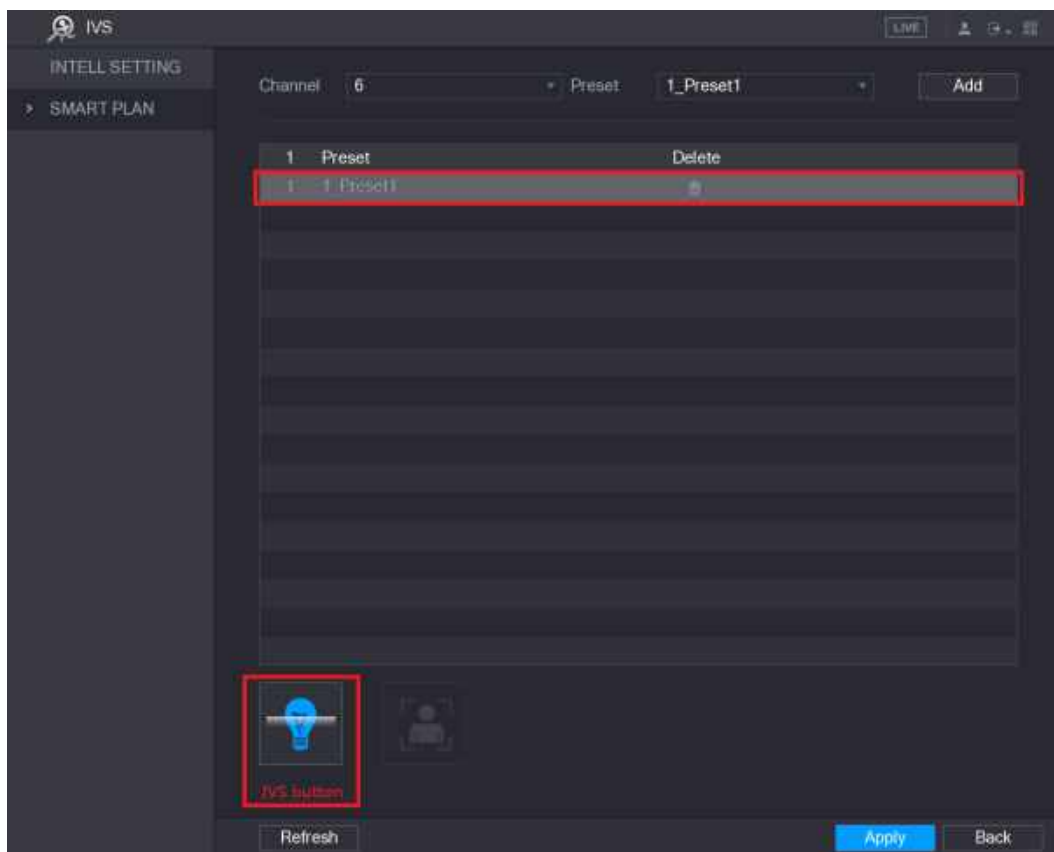 IVS LIVE
INTELL SETTING
SMART PLAN
Channel 6 Preset 1_Preset1 Add
1 Preset Delete
1 1_Preset1
IVS button
Refresh Apply Back